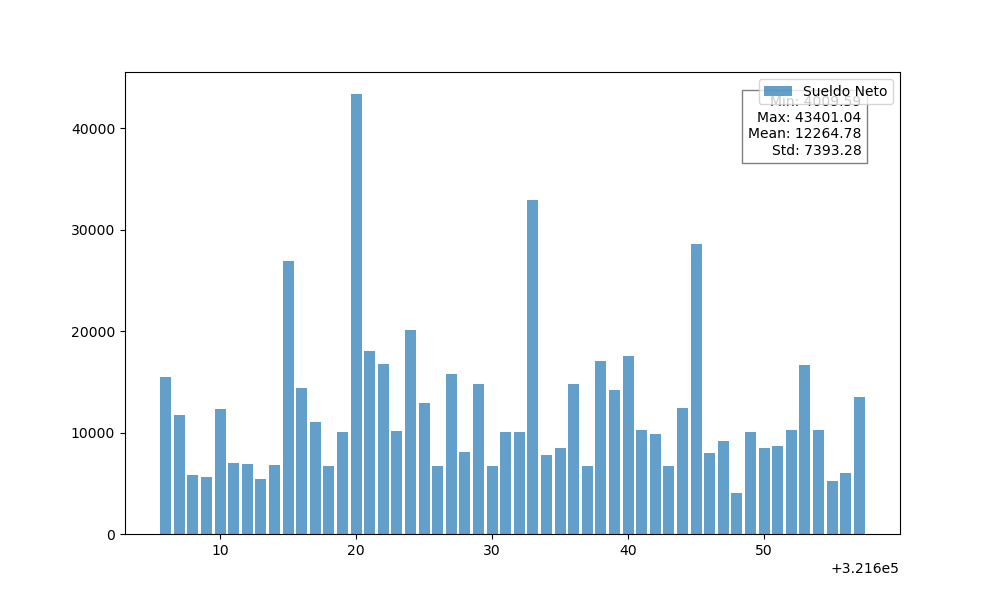 Sueldo Neto
Min: 4009.59
Max: 43401.04
Mean: 12264.78
Std: 7393.28
40000
30000
20000
10000
0
10 20 30 40 50
+3.216e5